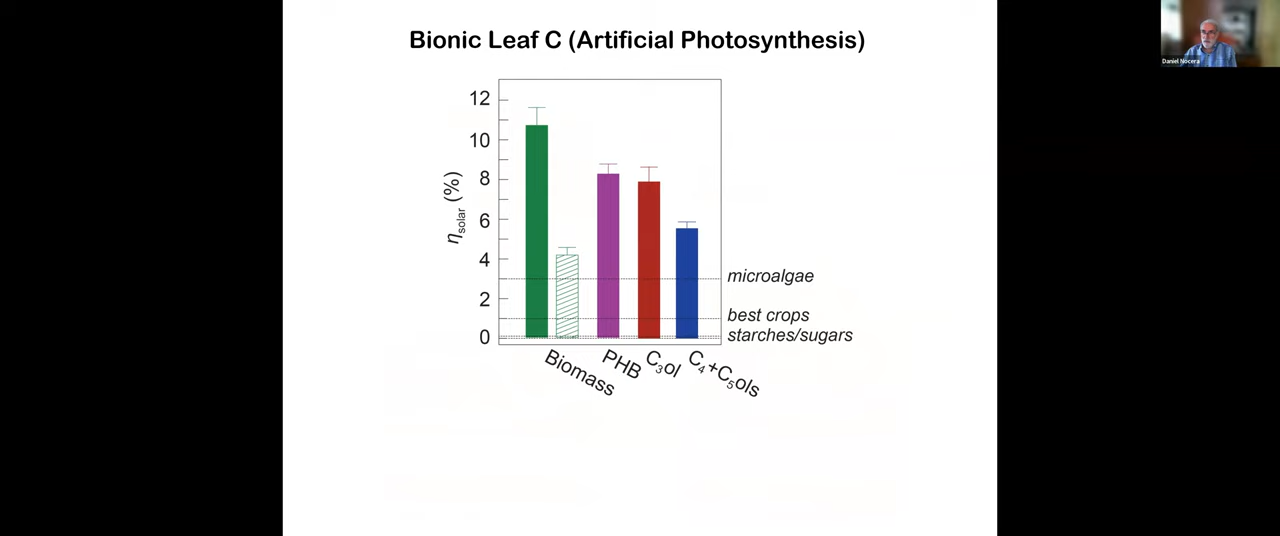 Bionic Leaf C (Artificial Photosynthesis)
Daniel Nocera
12
10
8
6
4
2
0
ηsolar (%)
microalgae
best crops
starches/sugars
Biomass
PHB
C3ol
C4+C5ols